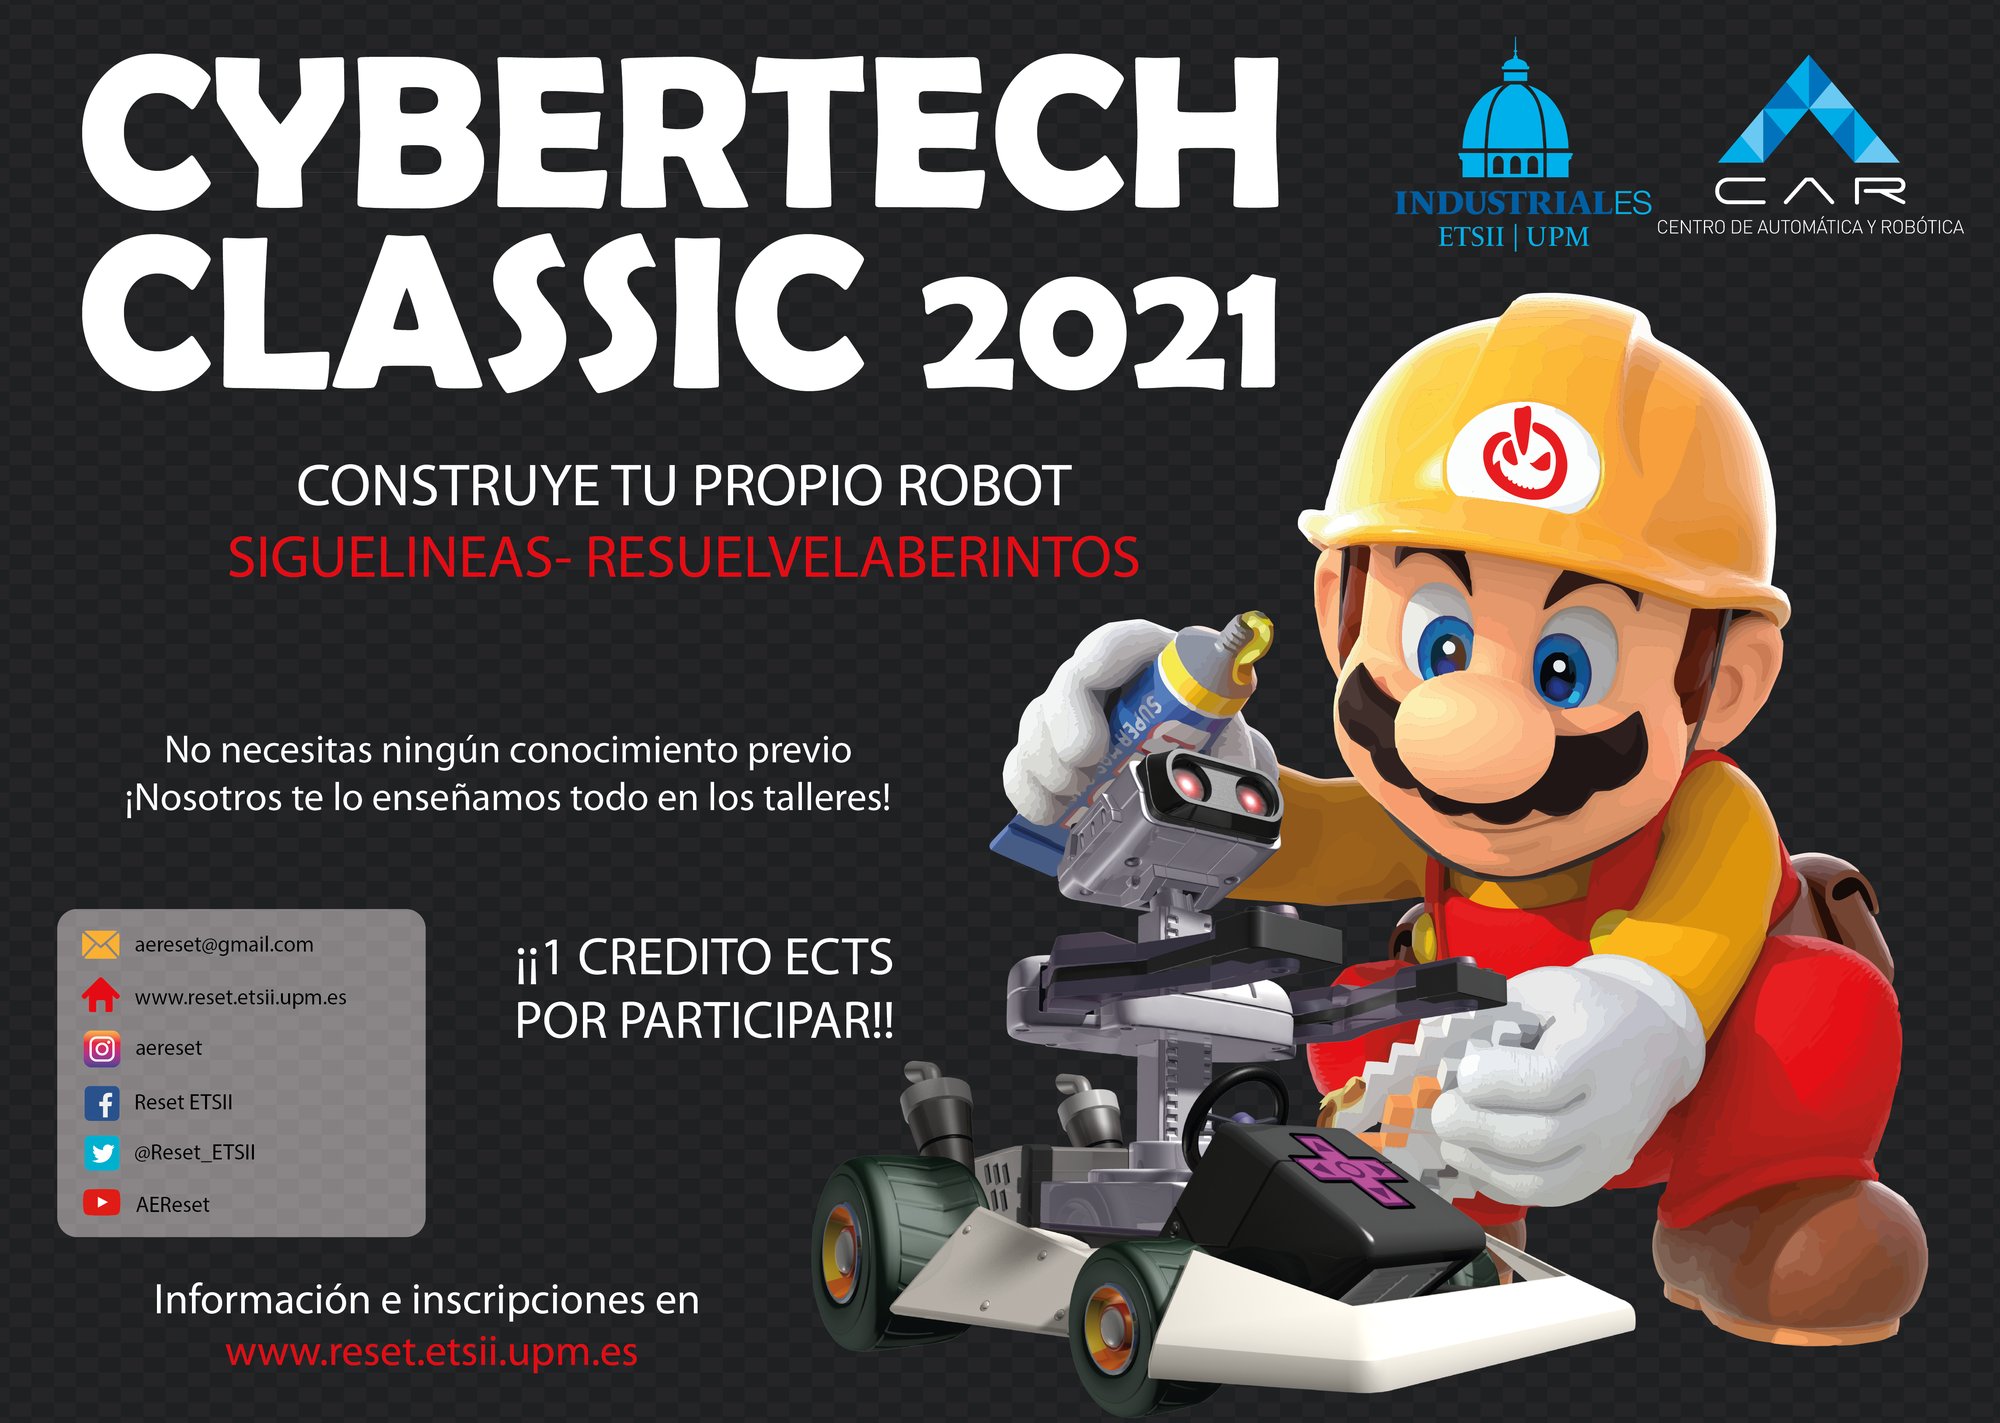 CYBERTECH
CLASSIC 2021
INDUSTRIALES
ETSII | UPM
CAR
CENTRO DE AUTOMÁTICA Y ROBÓTICA
CONSTRUYE TU PROPIO ROBOT
SIGUELINEAS- RESUELVELABERINTOS
No necesitas ningún conocimiento previo
¡Nosotros te lo enseñamos todo en los talleres!
SUPER
aereset@gmail.com
www.reset.etsii.upm.es
aereset
Reset ETSII
@Reset_ETSII
AEReset
¡¡1 CREDITO ECTS
POR PARTICIPAR!!
Información e inscripciones en
www.reset.etsii.upm.es